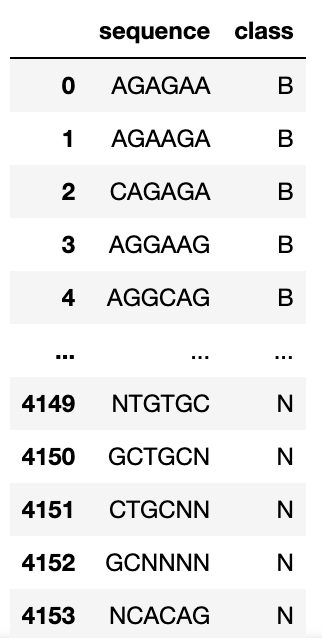 sequence class
0 AGAGAA B
1 AGAAGA B
2 CAGAGA B
3 AGGAAG B
4 AGGCAG B
... ... ...
4149 NTGTGC N
4150 GCTGCN N
4151 CTGCNN N
4152 GCNNNN N
4153 NCACAG N